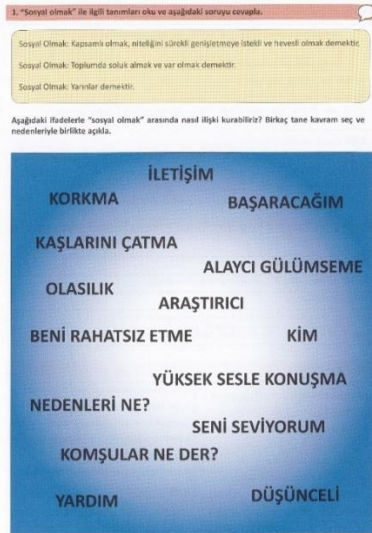 1. "Sosyal olmak" ile ilgili tanımları oku ve aşağıdaki soruyu cevapla.
Sosyal Olmak: Kapsamlı olmak, niteliğini sürekli genişletmeye istekli ve hevesli olmak demektir.
Sosyal Olmak: Toplumda soluk almak ve var olmak demektir.
Sosyal Olmak: Yarınlar demektir.
Aşağıdaki ifadelerle "sosyal olmak" arasında nasıl ilişki kurabiliriz? Birkaç tane kavram seç ve
nedenleriyle birlikte açıkla.
İLETİŞİM
KORKMA
BAŞARACAĞIM
KAŞLARINI ÇATMA
ALAYCI GÜLÜMSEME
OLASILIK
ARAŞTIRICI
BENİ RAHATSIZ ETME
KİM
YÜKSEK SESLE KONUŞMA
NEDENLERİ NE?
SENİ SEVİYORUM
KOMŞULAR NE DER?
YARDIM
DÜŞÜNCELİ